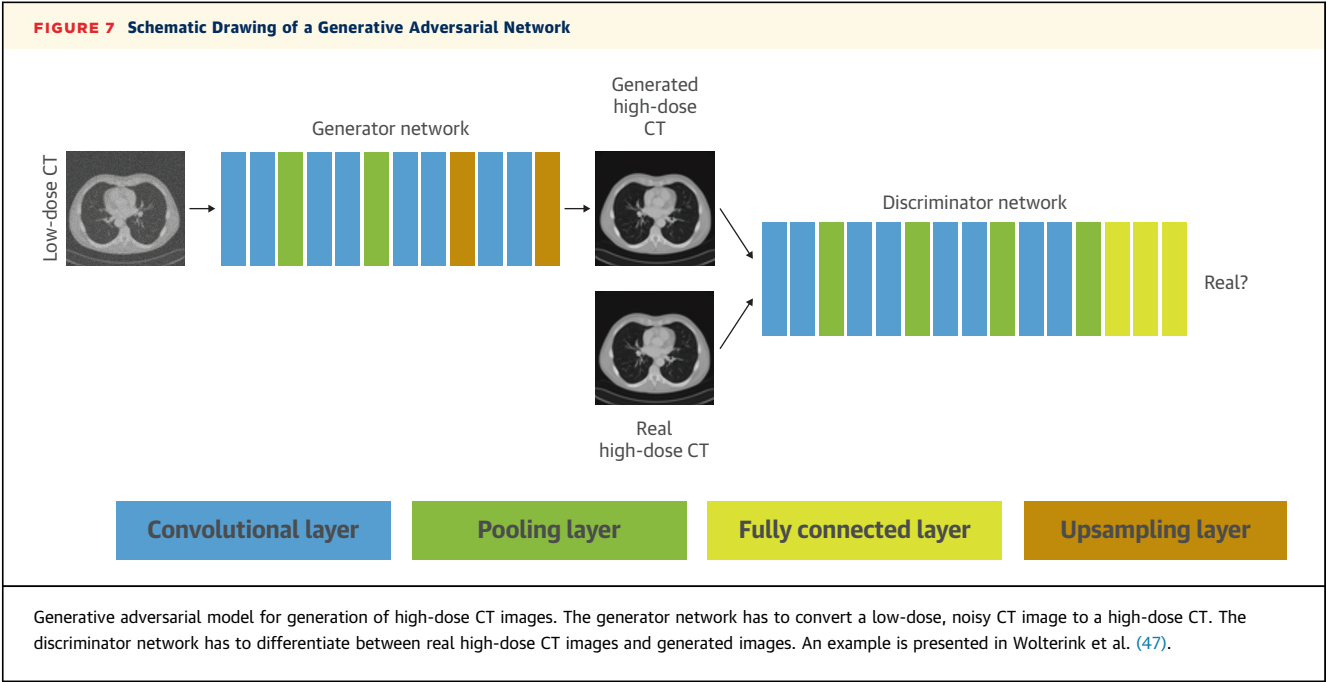 FIGURE 7 Schematic Drawing of a Generative Adversarial Network
Generated
high-dose
CT
Generator network
Low-dose CT
Discriminator network
Real?
Real
high-dose CT
Convolutional layer
Pooling layer
Fully connected layer
Upsampling layer
Generative adversarial model for generation of high-dose CT images. The generator network has to convert a low-dose, noisy CT image to a high-dose CT. The
discriminator network has to differentiate between real high-dose CT images and generated images. An example is presented in Wolterink et al. (47).